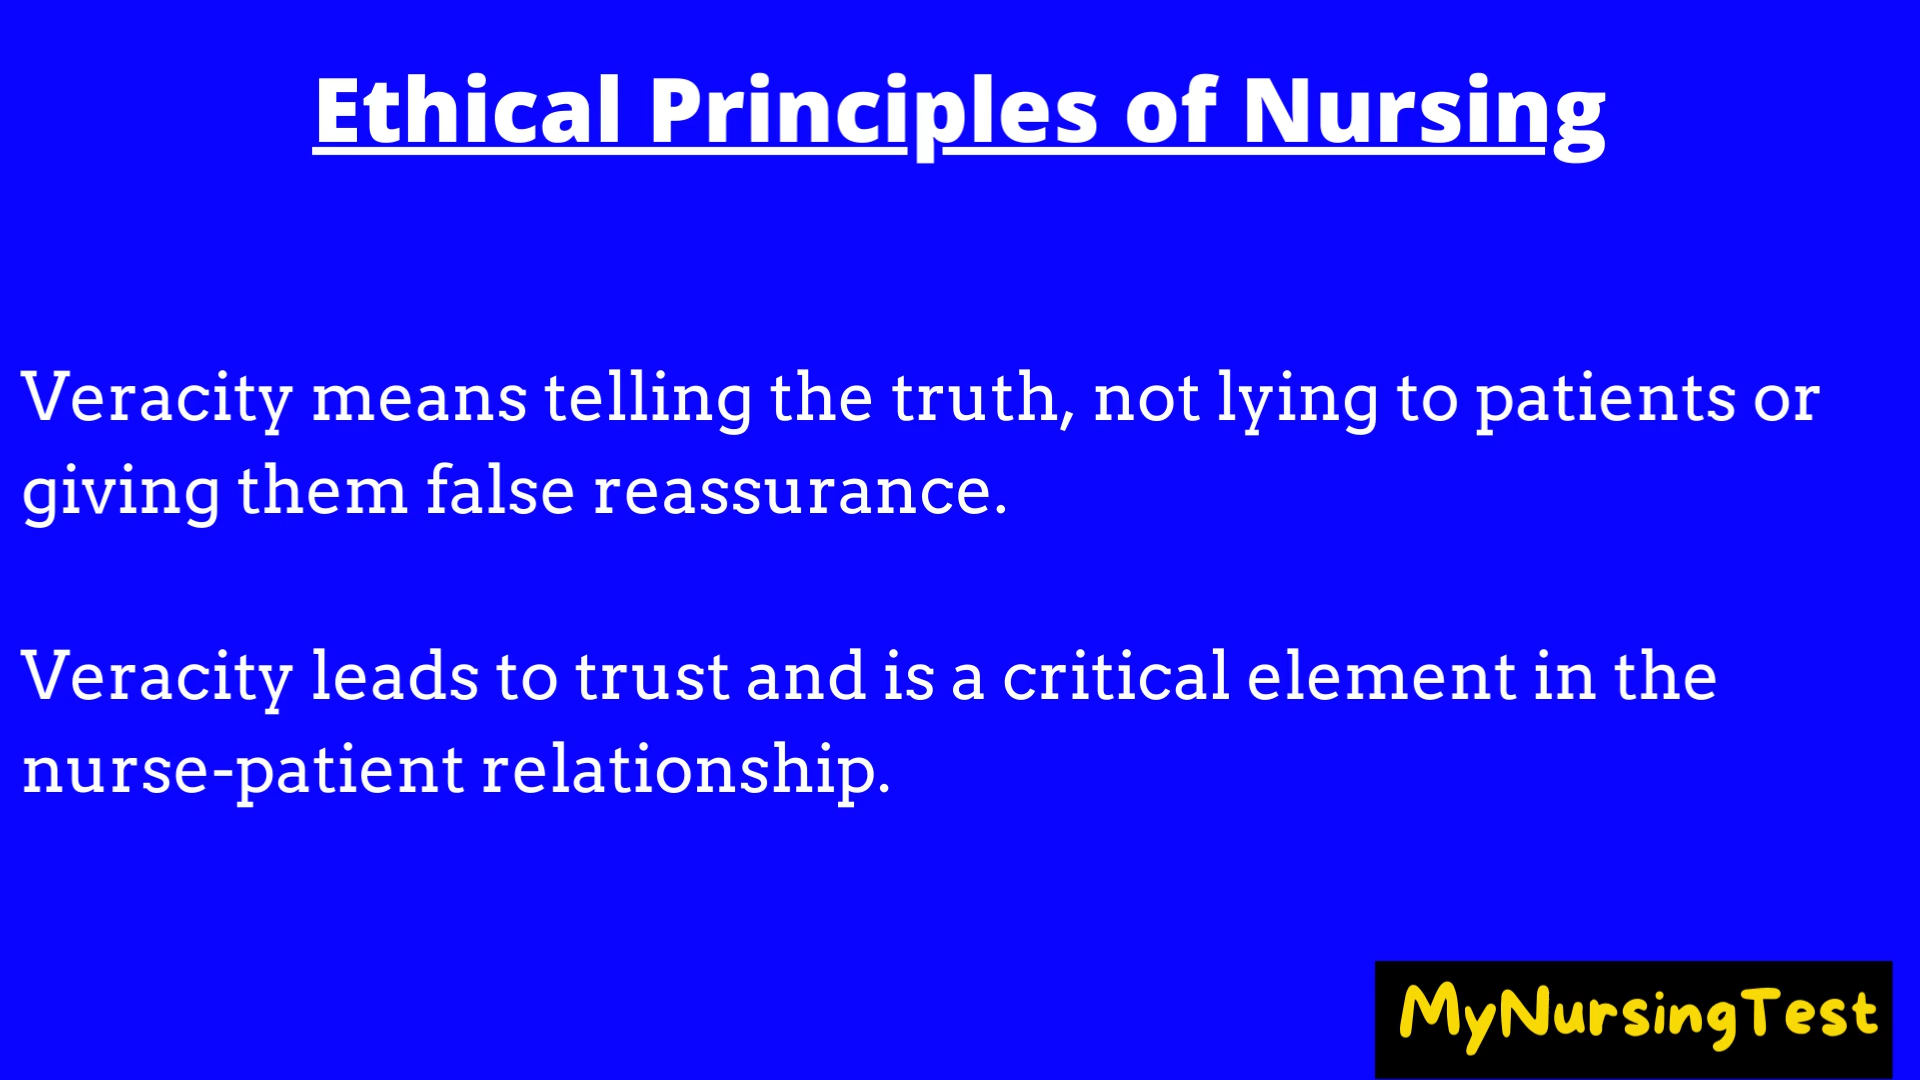 Ethical Principles of Nursing
Veracity means telling the truth, not lying to patients or
giving them false reassurance.
Veracity leads to trust and is a critical element in the
nurse-patient relationship.
MyNursingTest